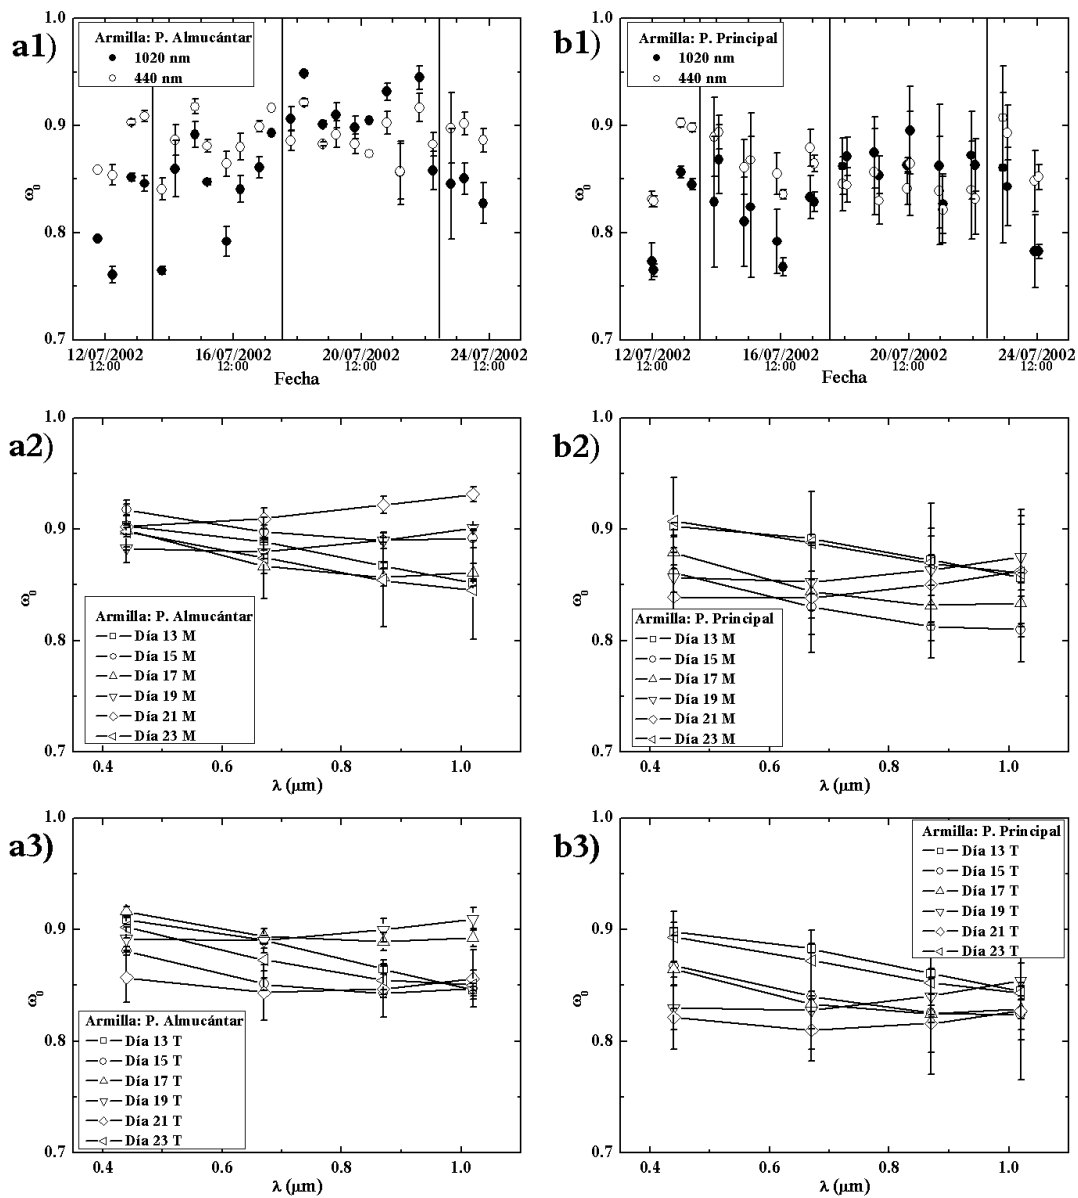 a1)
1.0
0.9
0.8
0.7
ω0
Armilla: P. Almucántar
1020 nm
440 nm
12/07/2002 16/07/2002 20/07/2002 24/07/2002
12:00 12:00 12:00 12:00
Fecha
b1)
1.0
0.9
0.8
0.7
ω0
Armilla: P. Principal
1020 nm
440 nm
12/07/2002 16/07/2002 20/07/2002 24/07/2002
12:00 12:00 12:00 12:00
Fecha
a2)
1.0
0.9
0.8
0.7
ω0
Armilla: P. Almucántar
Día 13 M
Día 15 M
Día 17 M
Día 19 M
Día 21 M
Día 23 M
0.4 0.6 0.8 1.0
λ (μm)
b2)
1.0
0.9
0.8
0.7
ω0
Armilla: P. Principal
Día 13 M
Día 15 M
Día 17 M
Día 19 M
Día 21 M
Día 23 M
0.4 0.6 0.8 1.0
λ (μm)
a3)
1.0
0.9
0.8
0.7
ω0
Armilla: P. Almucántar
Día 13 T
Día 15 T
Día 17 T
Día 19 T
Día 21 T
Día 23 T
0.4 0.6 0.8 1.0
λ (μm)
b3)
1.0
0.9
0.8
0.7
ω0
Armilla: P. Principal
Día 13 T
Día 15 T
Día 17 T
Día 19 T
Día 21 T
Día 23 T
0.4 0.6 0.8 1.0
λ (μm)